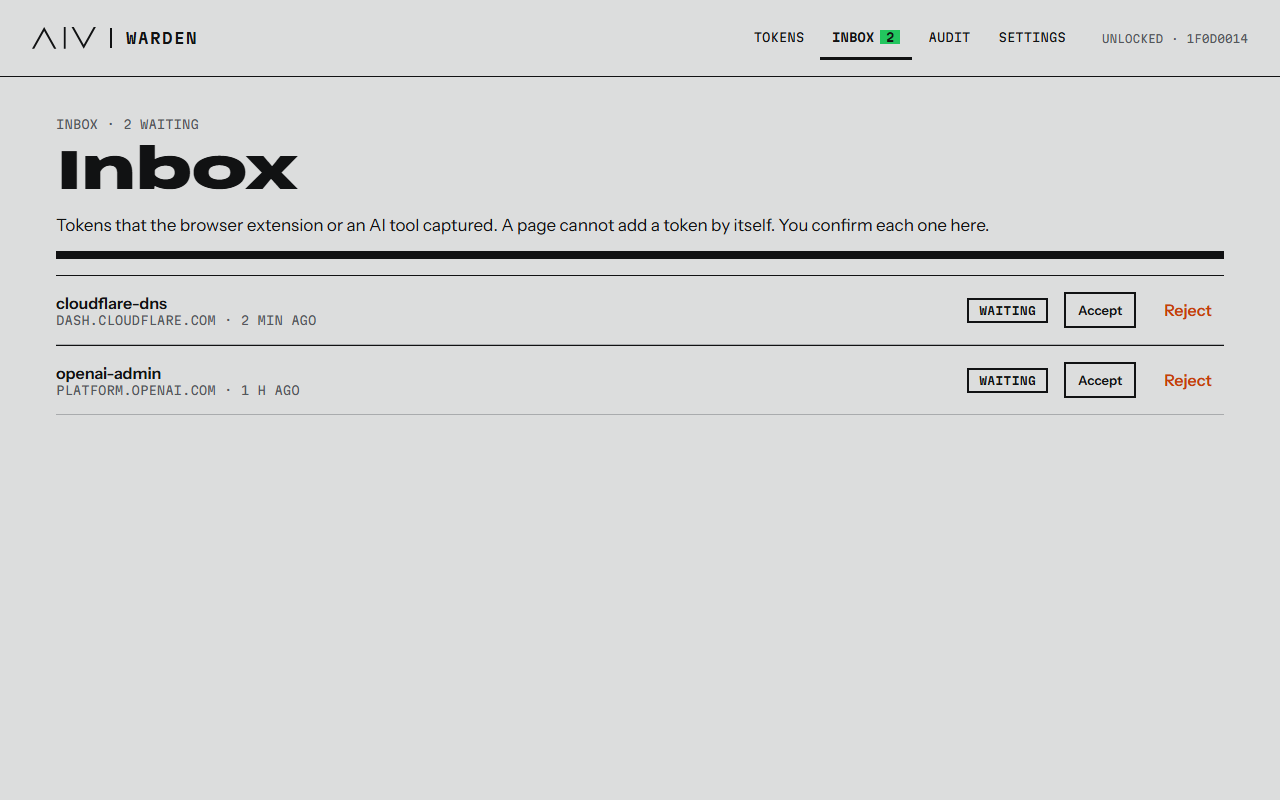 AIV | WARDEN
TOKENS INBOX 2 AUDIT SETTINGS UNLOCKED · 1F0D0014
INBOX · 2 WAITING
Inbox
Tokens that the browser extension or an AI tool captured. A page cannot add a token by itself. You confirm each one here.
cloudflare-dns
DASH.CLOUDFLARE.COM · 2 MIN AGO
WAITING Accept Reject
openai-admin
PLATFORM.OPENAI.COM · 1 H AGO
WAITING Accept Reject